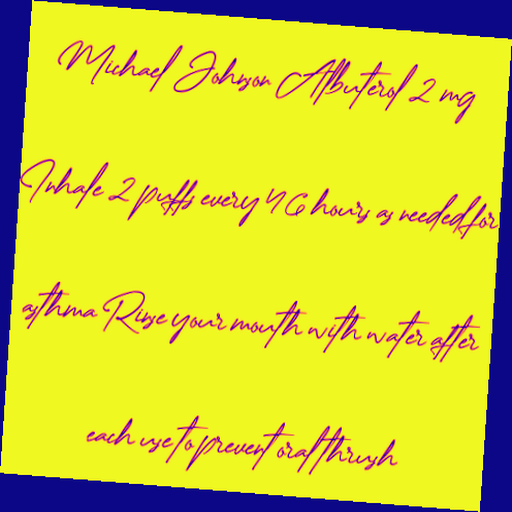 Michael Johnson Albuterol 2 mg
Inhale 2 puffs every 4 6 hours as needed for
asthma Rinse your mouth with water after
each use to prevent oral thrush